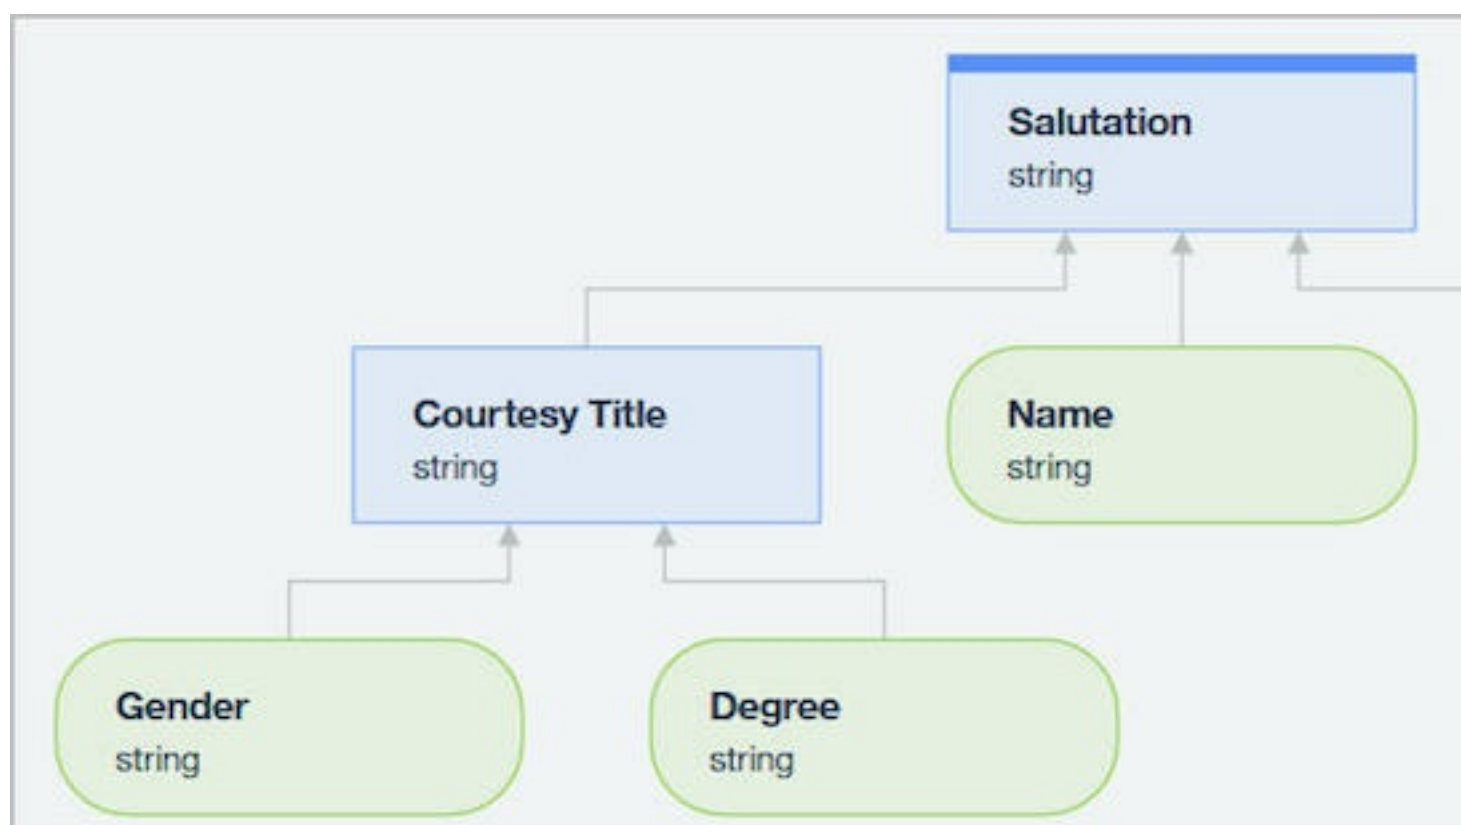 Salutation
string
Courtesy Title
string
Name
string
Gender
string
Degree
string